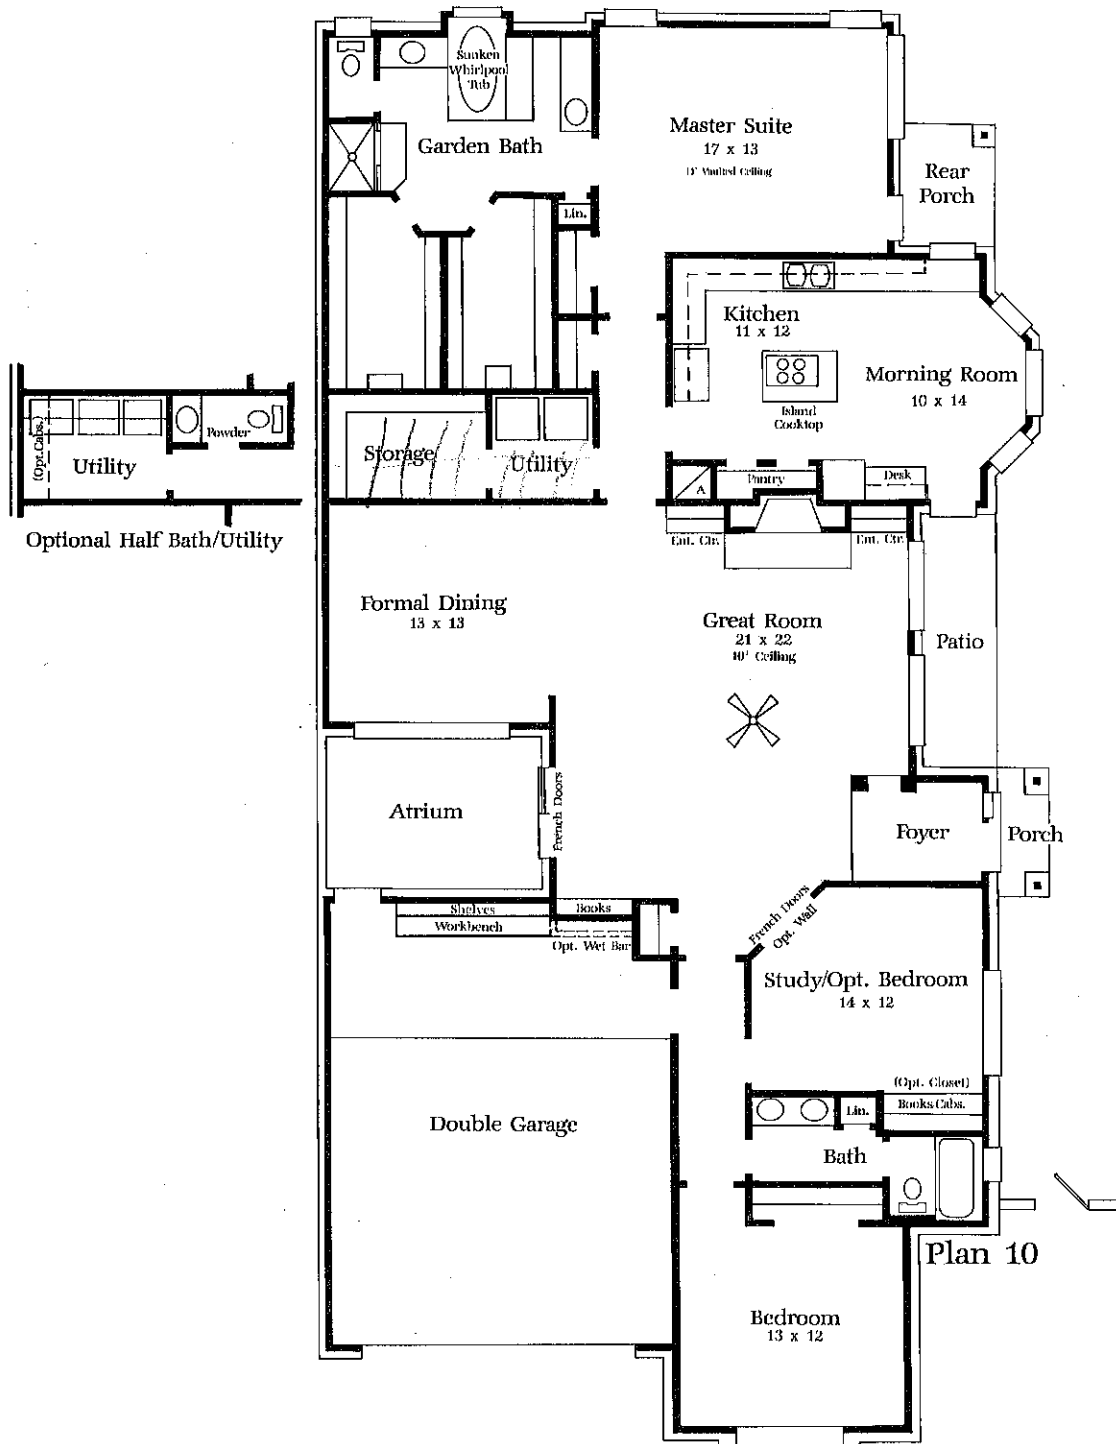 Sunken
Whirlpool
Tub
Garden Bath
Master Suite
17 x 13
11' Vaulted Ceiling
Rear
Porch
Lin.
Kitchen
11 x 12
Morning Room
10 x 14
Island
Cooktop
(Opt.Cabs.)
Powder
Utility
Optional Half Bath/Utility
Storage
Utility
A
Pantry
Desk
Ent. Ctr.
Ent. Ctr.
Formal Dining
13 x 13
Great Room
21 x 22
10' Ceiling
Patio
Atrium
French Doors
Foyer
Porch
Shelves
Workbench
Books
Opt. Wet Bar
French Doors
Opt. Wall
Study/Opt. Bedroom
14 x 12
(Opt. Closet)
Books Cabs.
Lin.
Double Garage
Bath
Plan 10
Bedroom
13 x 12